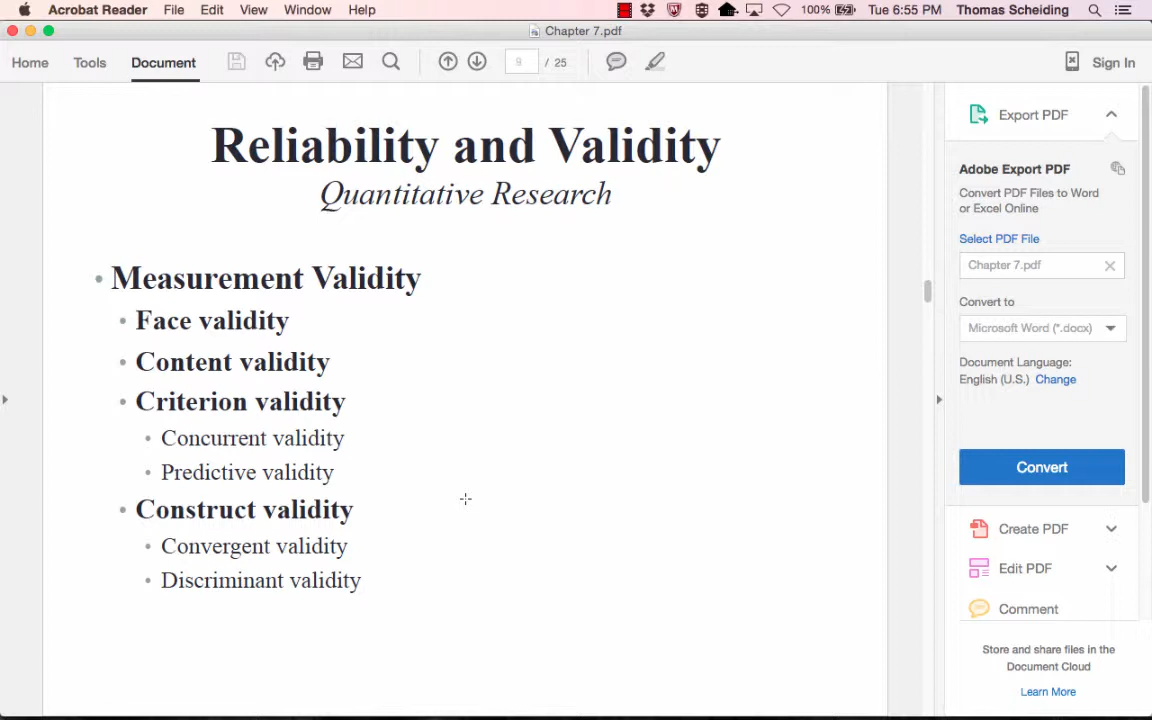 Acrobat Reader File Edit View Window Help 100% Tue 6:55 PM Thomas Scheiding
Chapter 7.pdf
Home Tools Document 9 / 25 Sign In
Reliability and Validity
Quantitative Research
• Measurement Validity
• Face validity
• Content validity
• Criterion validity
• Concurrent validity
• Predictive validity
• Construct validity
• Convergent validity
• Discriminant validity
Export PDF
Adobe Export PDF
Convert PDF Files to Word
or Excel Online
Select PDF File
Chapter 7.pdf
Convert to
Microsoft Word (*.docx)
Document Language:
English (U.S.) Change
Convert
Create PDF
Edit PDF
Comment
Store and share files in the
Document Cloud
Learn More